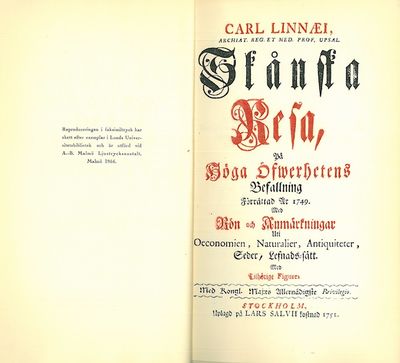 Reproduceringen i faksimiltryck har
skett efter exemplar i Lunds Univer-
sitetsbibliotek och är utförd vid
A.-B. Malmö Ljustrycksanstalt,
Malmö 1964.
CARL LINNÆI,
ARCHIAT. REG. ET MED. PROF. UPSAL.
Skånska
Resa,
På
Höga Öfwerhetens
Befallning
Förrättad År 1749.
Med
Rön och Anmärkningar
Uti
Oeconomien, Naturalier, Antiquiteter,
Seder, Lefnads-sätt.
Med
Tilhörige Figurer.
Med Kongl. Maj:ts Allernådigste Privilegio.
STOCKHOLM,
Uplagd på LARS SALVII kostnad 1751.